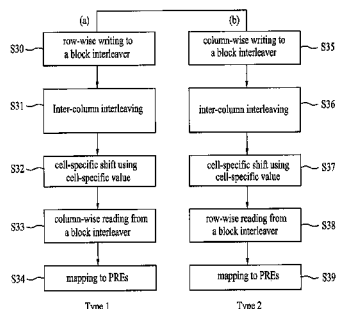 (a)
(b)
S30
row-wise writing to
a block interleaver
S31
Inter-column interleaving
S32
cell-specific shift using
cell-specific value
S33
column-wise reading from
a block interleaver
S34
mapping to PREs
Type 1
column-wise writing to
a block interleaver
S35
inter-column interleaving
S36
cell-specific shift using
cell-specific value
S37
row-wise reading from
a block interleaver
S38
mapping to PREs
S39
Type 2